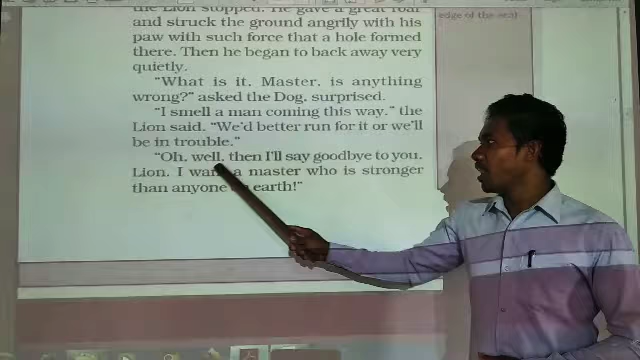 the Lion stopped. He gave a great roar
and struck the ground angrily with his
paw with such force that a hole formed
there. Then he began to back away very
quietly.
"What is it, Master, is anything
wrong?" asked the Dog, surprised.
"I smell a man coming this way," the
Lion said. "We'd better run for it or we'll
be in trouble."
"Oh, well, then I'll say goodbye to you,
Lion. I want a master who is stronger
than anyone earth!"
edge of the seat